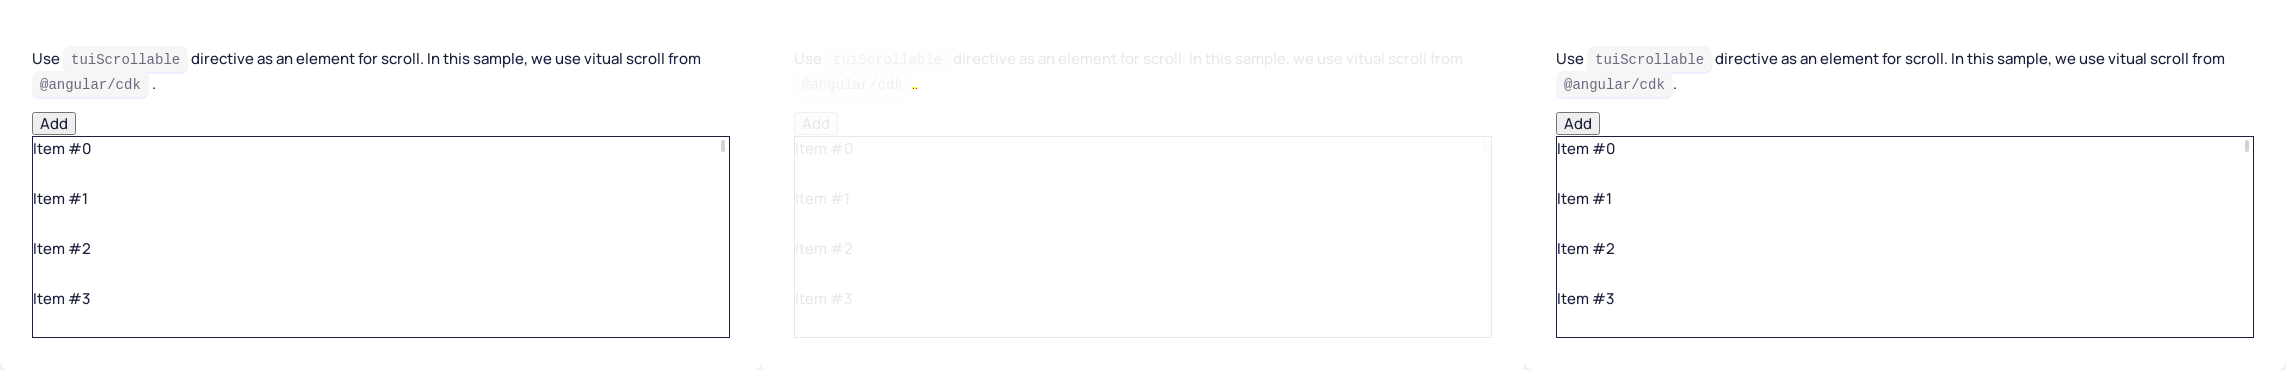 Use tuiScrollable directive as an element for scroll. In this sample, we use vitual scroll from
@angular/cdk .
Add
Item #0
Item #1
Item #2
Item #3
Use tuiScrollable directive as an element for scroll. In this sample, we use vitual scroll from
@angular/cdk ..
Add
Item #0
Item #1
Item #2
Item #3
Use tuiScrollable directive as an element for scroll. In this sample, we use vitual scroll from
@angular/cdk.
Add
Item #0
Item #1
Item #2
Item #3